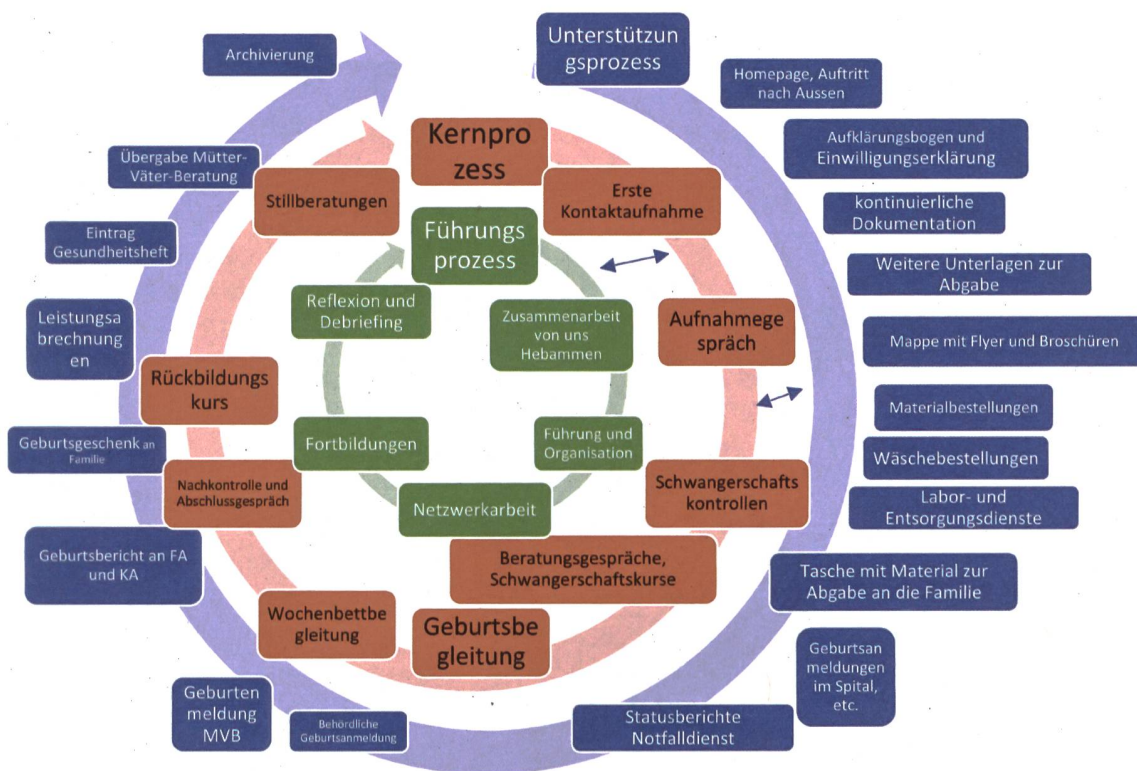 Unterstützun
gsprozess
Homepage, Auftritt
nach Aussen
Aufklärungsbogen und
Einwilligungserklärung
kontinuierliche
Dokumentation
Weitere Unterlagen zur
Abgabe
Mappe mit Flyer und Broschüren
Materialbestellungen
Wäschebestellungen
Labor- und
Entsorgungsdienste
Tasche mit Material zur
Abgabe an die Familie
Geburtsan
meldungen
im Spital,
etc.
Statusberichte
Notfalldienst
Behördliche
Geburtsanmeldung
Geburten
meldung
MVB
Geburtsbericht an FA
und KA
Geburtsgeschenk an
Familie
Leistungsa
brechnung
en
Eintrag
Gesundheitsheft
Übergabe Mütter-
Väter-Beratung
Archivierung
Kernpro
zess
Erste
Kontaktaufnahme
Aufnahmege
spräch
Schwangerschafts
kontrollen
Beratungsgespräche,
Schwangerschaftskurse
Geburtsbe
gleitung
Wochenbettbe
gleitung
Nachkontrolle und
Abschlussgespräch
Rückbildungs
kurs
Stillberatungen
Führungs
prozess
Zusammenarbeit
von uns
Hebammen
Führung und
Organisation
Netzwerkarbeit
Fortbildungen
Reflexion und
Debriefing